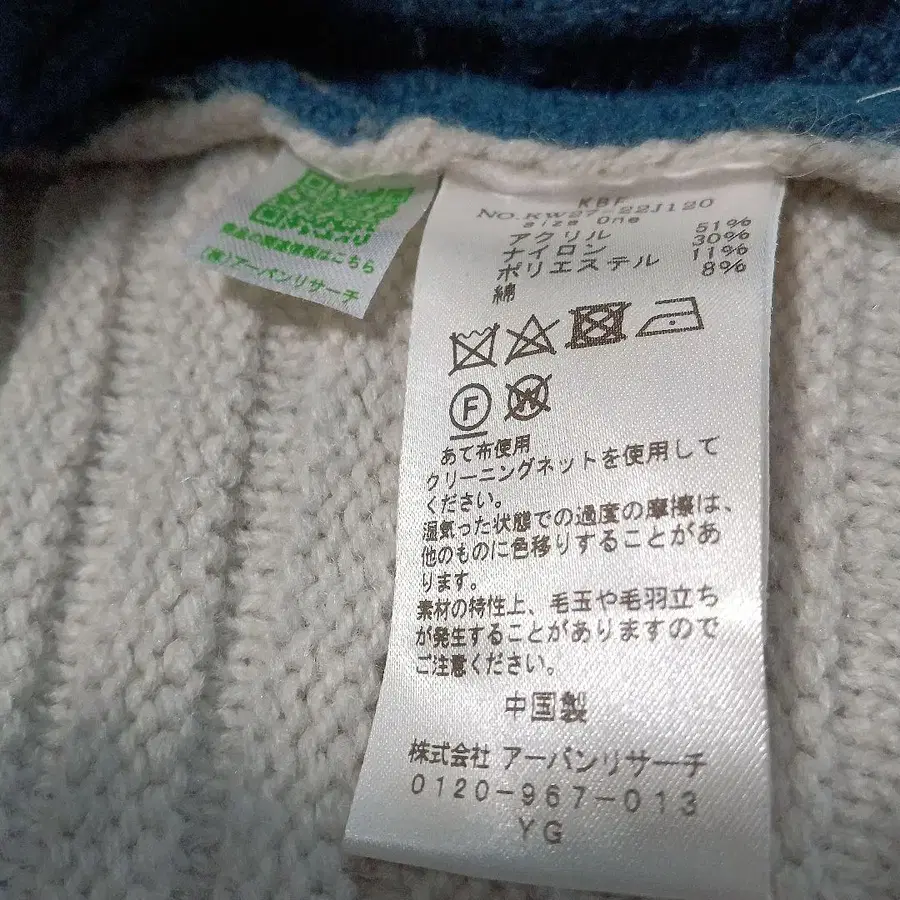 商品の関連情報はこちら
(株)アーバンリサーチ
KBF
NO.KW27-22J120
size One
アクリル 51%
ナイロン 30%
ポリエステル 11%
綿 8%
F
W
あて布使用
クリーニングネットを使用して
ください。
湿気った状態での過度の摩擦は、
他のものに色移りすることがあ
ります。
素材の特性上、毛玉や毛羽立ち
が発生することがありますので
ご注意ください。
中国製
株式会社 アーバンリサーチ
0120-967-013
YG